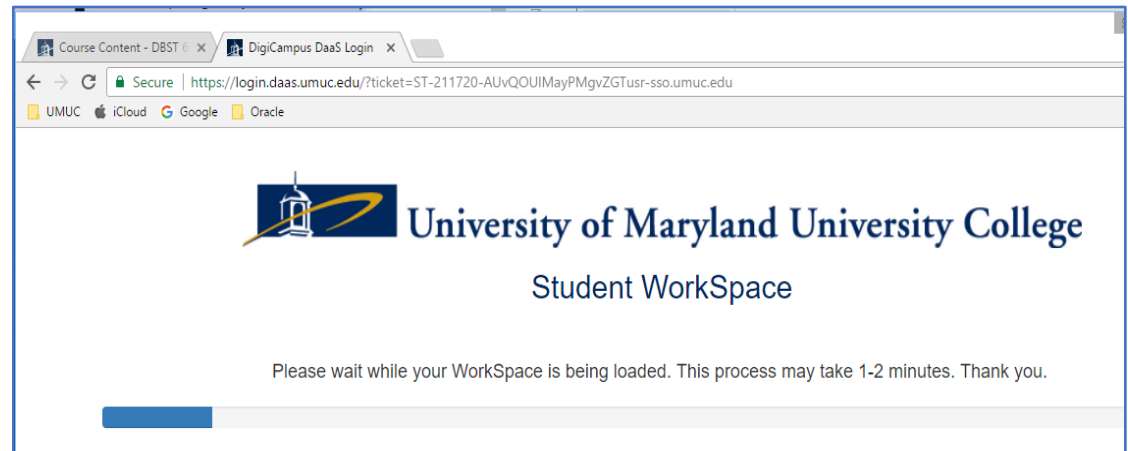 Course Content - DBST 6
DigiCampus DaaS Login
Secure | https://login.daas.umuc.edu/?ticket=ST-211720-AUvQOUIMayPMgvZGTusr-sso.umuc.edu
UMUC iCloud G Google Oracle
University of Maryland University College
Student WorkSpace
Please wait while your WorkSpace is being loaded. This process may take 1-2 minutes. Thank you.